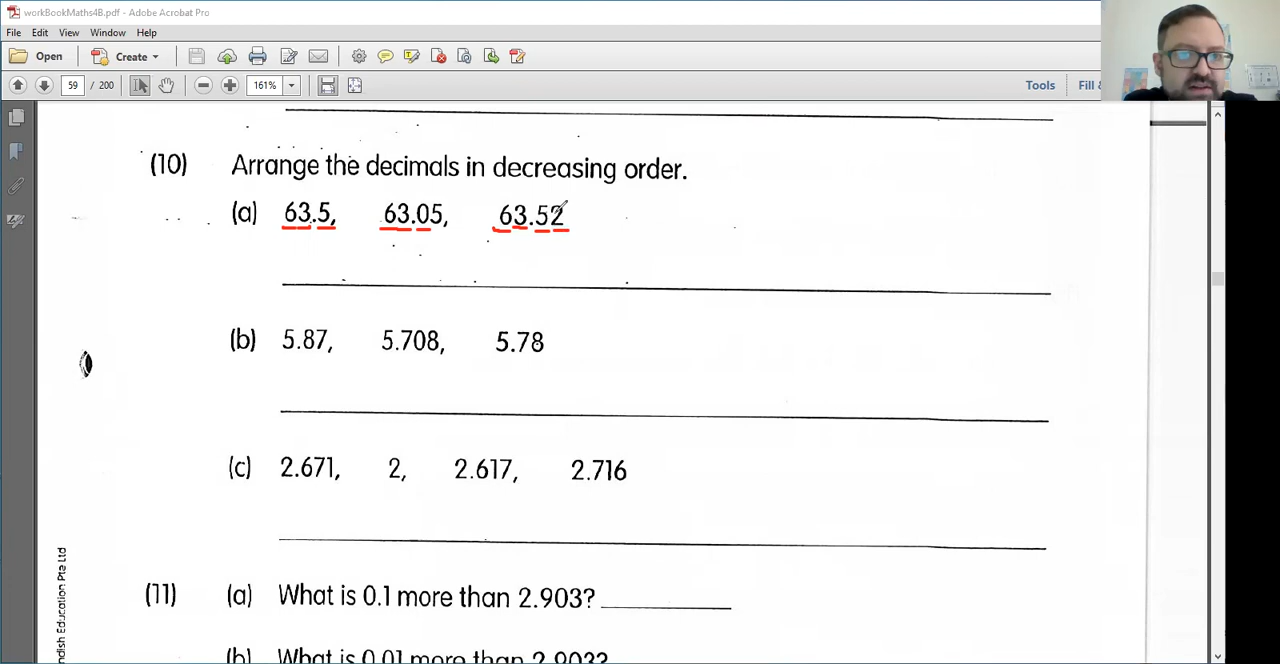 workBookMaths4B.pdf - Adobe Acrobat Pro
File Edit View Window Help
Open Create
59 / 200 161% Tools Fill &
(10) Arrange the decimals in decreasing order.
(a) 63.5, 63.05, 63.52
(b) 5.87, 5.708, 5.78
(c) 2.671, 2, 2.617, 2.716
(11) (a) What is 0.1 more than 2.903?
(b) What is 0.01 more than 2.903?
Education Pte Ltd